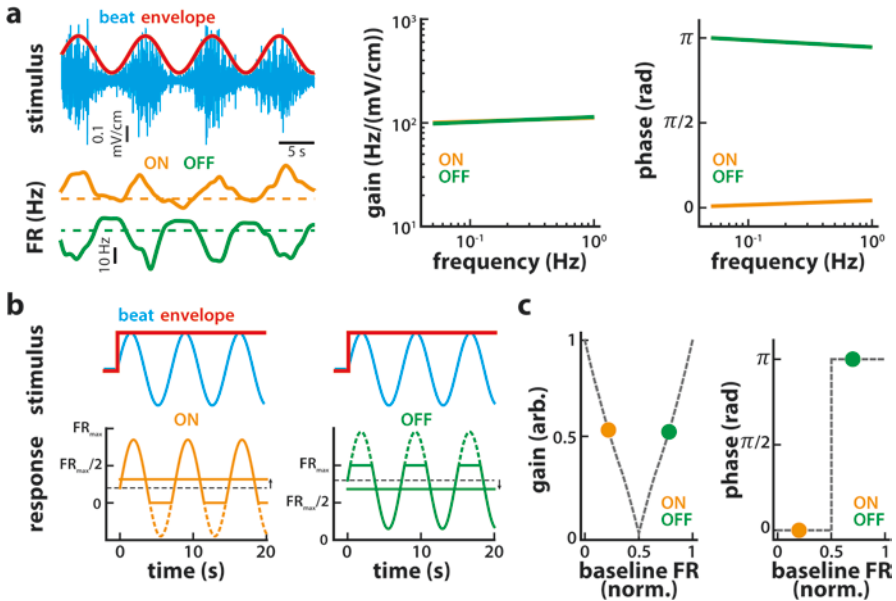 a
beat envelope
stimulus
0.1
mV/cm
5 s
ON OFF
FR (Hz)
10 Hz
gain (Hz/(mV/cm))
10³
10²
10¹
ON
OFF
10⁻¹ 10⁰
frequency (Hz)
phase (rad)
π
π/2
0
ON
OFF
10⁻¹ 10⁰
frequency (Hz)
b
beat envelope
stimulus
ON
response
FRmax
FRmax/2
0
0 10 20
time (s)
beat envelope
OFF
FRmax
FRmax/2
0
0 10 20
time (s)
c
gain (arb.)
1
0.5
0
ON
OFF
0 0.5 1
baseline FR
(norm.)
phase (rad)
π
π/2
0
ON
OFF
0 0.5 1
baseline FR
(norm.)